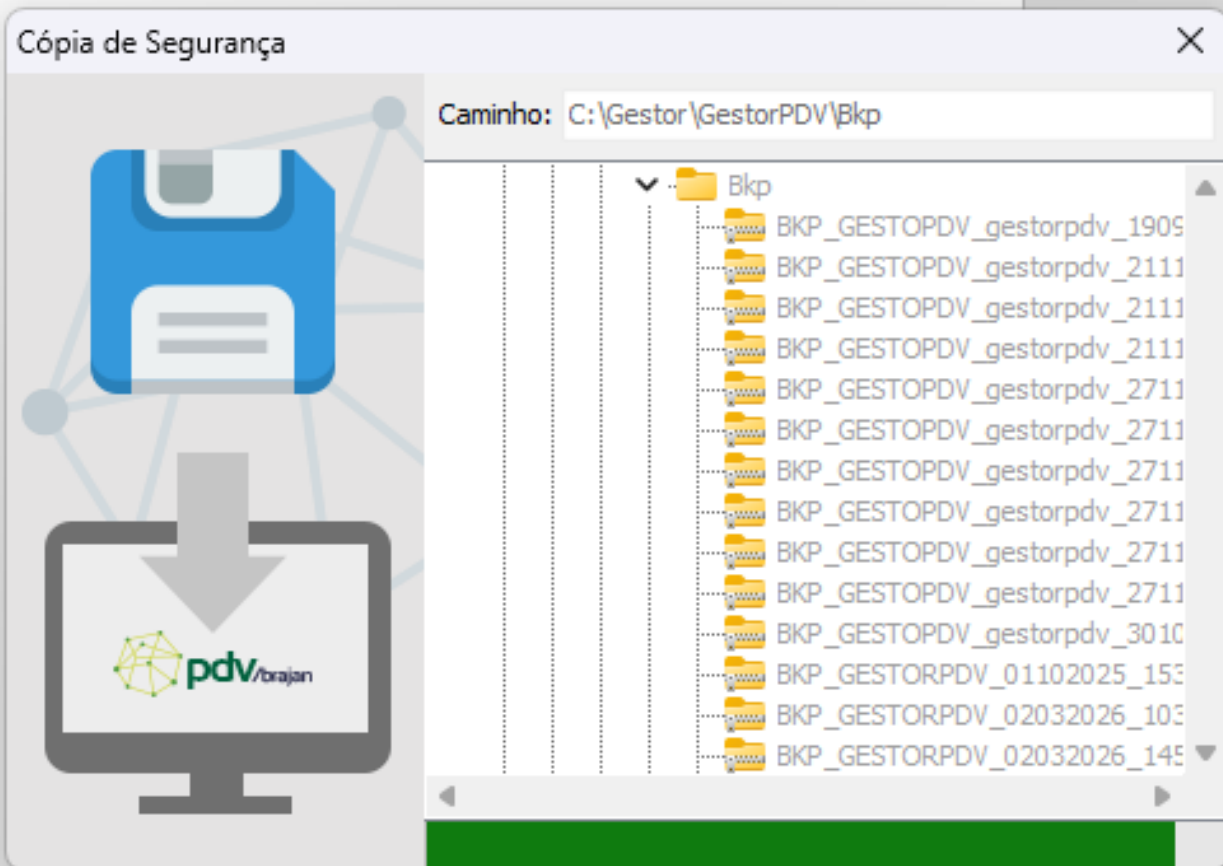 Cópia de Segurança
Caminho: C:\Gestor\GestorPDV\Bkp
Bkp
BKP_GESTOPDV_gestorpdv_1909
BKP_GESTOPDV_gestorpdv_2111
BKP_GESTOPDV_gestorpdv_2111
BKP_GESTOPDV_gestorpdv_2111
BKP_GESTOPDV_gestorpdv_2711
BKP_GESTOPDV_gestorpdv_2711
BKP_GESTOPDV_gestorpdv_2711
BKP_GESTOPDV_gestorpdv_2711
BKP_GESTOPDV_gestorpdv_2711
BKP_GESTOPDV_gestorpdv_2711
BKP_GESTOPDV_gestorpdv_3010
BKP_GESTORPDV_01102025_153
BKP_GESTORPDV_02032026_103
BKP_GESTORPDV_02032026_145
pdv/brajan